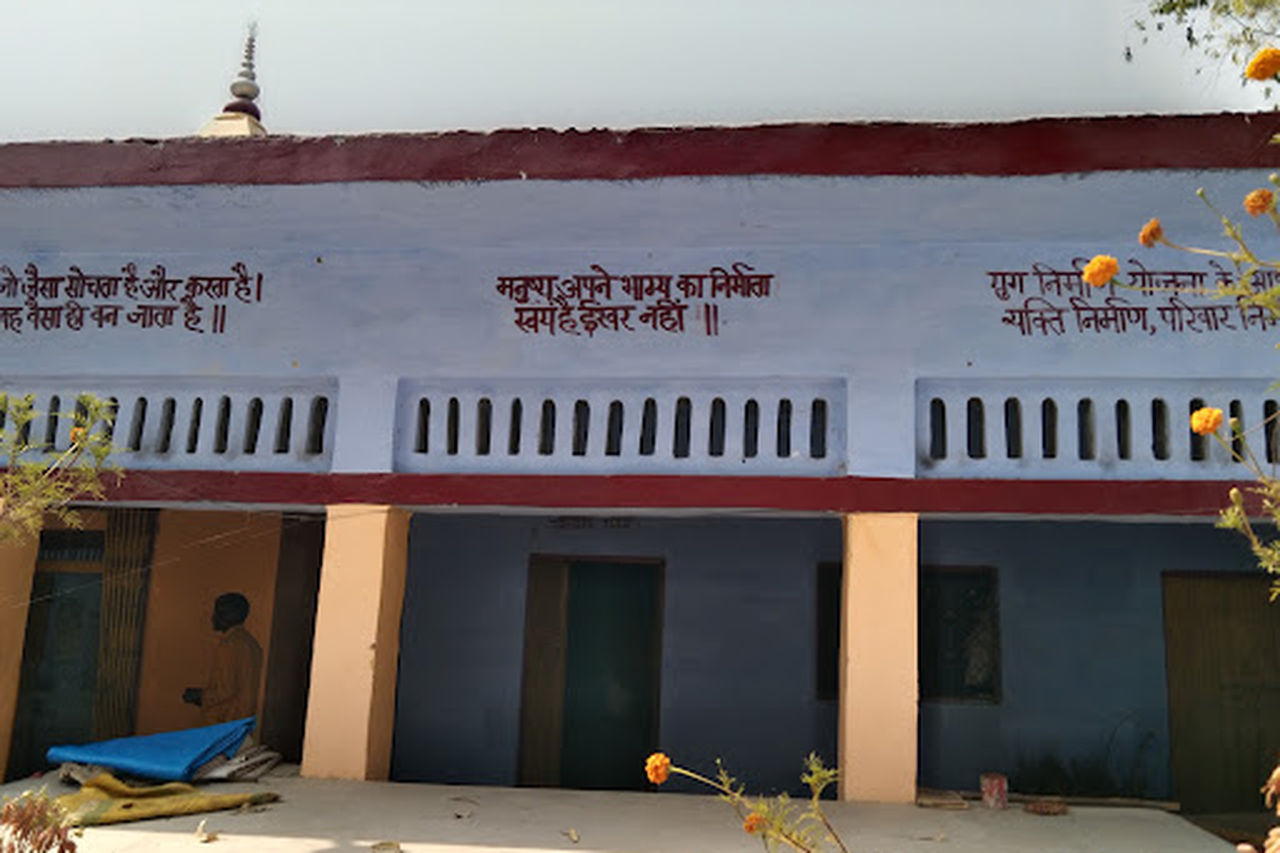 जो जैसा सोचता है और करता है।
वह वैसा ही बन जाता है॥
मनुष्य अपने भाग्य का निर्माता
स्वयं है ईश्वर नहीं॥
युग निर्माण योजना के
व्यक्ति निर्माण, परिवार